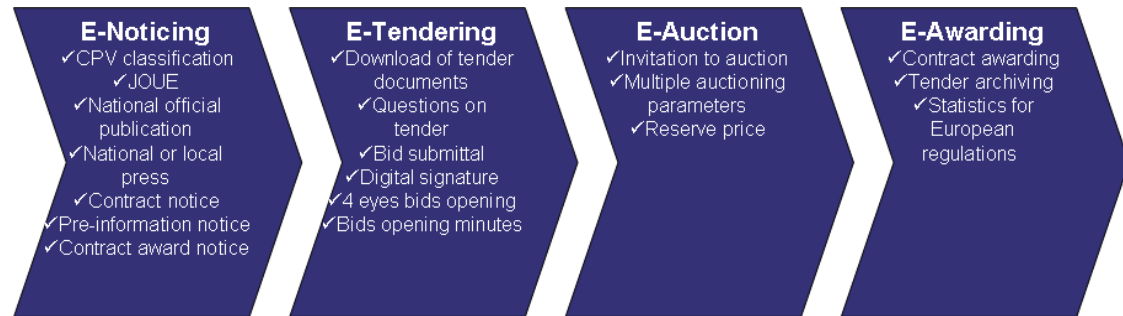 E-Noticing
✓CPV classification
✓JOUE
✓National official
publication
✓National or local
press
✓Contract notice
✓Pre-information notice
✓Contract award notice
E-Tendering
✓Download of tender
documents
✓Questions on
tender
✓Bid submittal
✓Digital signature
✓4 eyes bids opening
✓Bids opening minutes
E-Auction
✓Invitation to auction
✓Multiple auctioning
parameters
✓Reserve price
E-Awarding
✓Contract awarding
✓Tender archiving
✓Statistics for
European
regulations